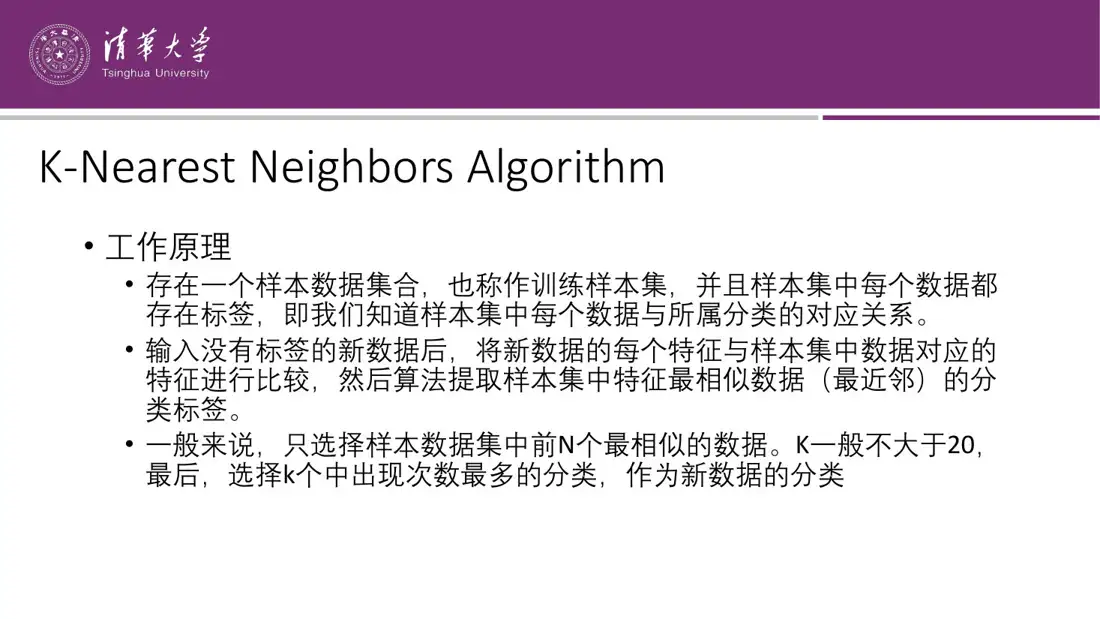 清华大学
Tsinghua University
K-Nearest Neighbors Algorithm
• 工作原理
• 存在一个样本数据集合，也称作训练样本集，并且样本集中每个数据都
存在标签，即我们知道样本集中每个数据与所属分类的对应关系。
• 输入没有标签的新数据后，将新数据的每个特征与样本集中数据对应的
特征进行比较，然后算法提取样本集中特征最相似数据（最近邻）的分
类标签。
• 一般来说，只选择样本数据集中前N个最相似的数据。K一般不大于20，
最后，选择k个中出现次数最多的分类，作为新数据的分类